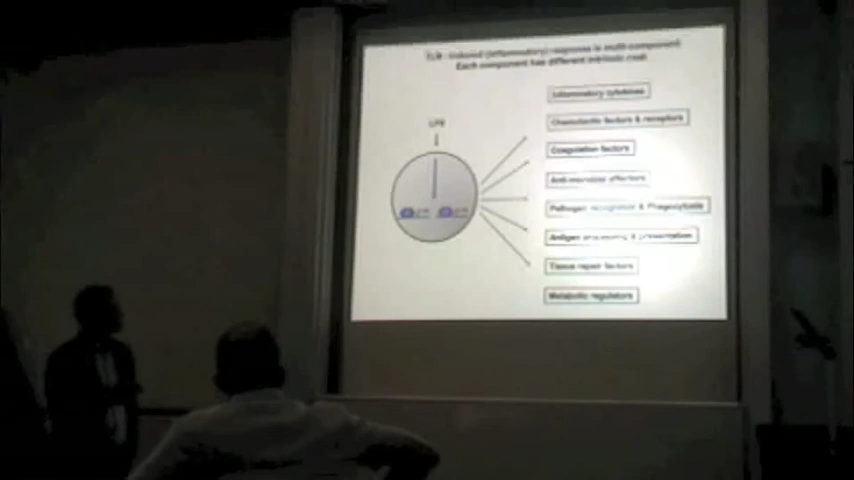 TLR - induced (inflammatory) response is multi-component
Each component has different intrinsic cost
LPS
Inflammatory cytokines
Chemotactic factors & receptors
Coagulation factors
Anti-microbial effectors
Pathogen recognition & Phagocytosis
Antigen processing & presentation
Tissue repair factors
Metabolic regulators